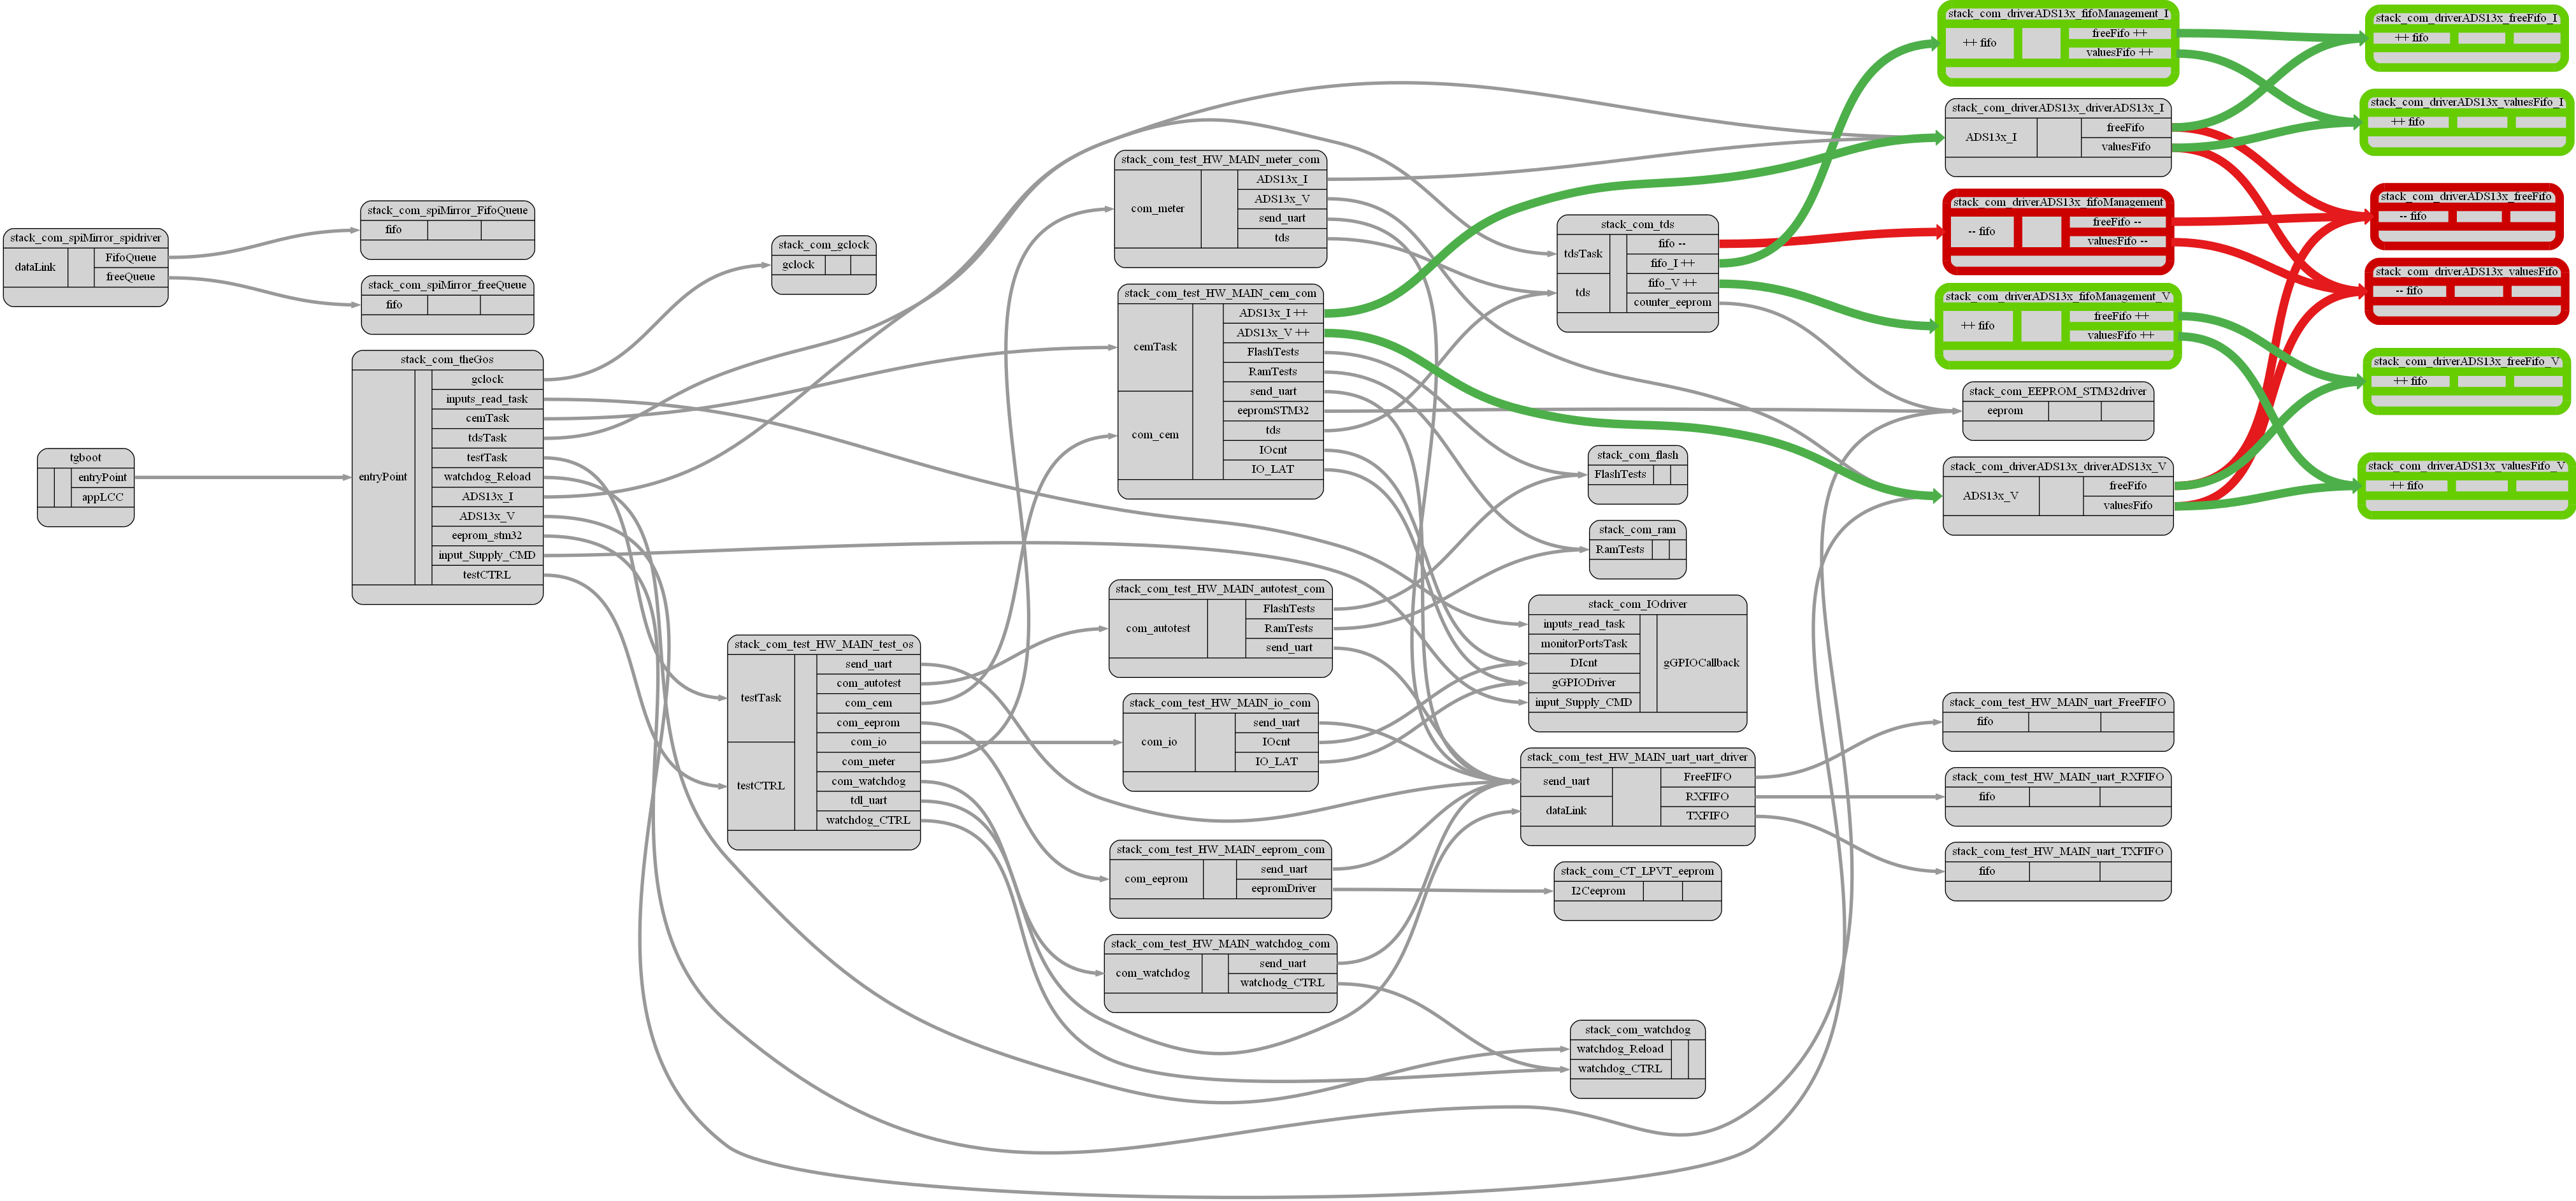 stack_com_spiMirror_spidriver
dataLink
FifoQueue
freeQueue
tgboot
entryPoint
appLCC
stack_com_spiMirror_FifoQueue
fifo
stack_com_spiMirror_freeQueue
fifo
stack_com_theGos
entryPoint
gclock
inputs_read_task
cemTask
tdsTask
testTask
watchdog_Reload
ADS13x_I
ADS13x_V
eeprom_stm32
input_Supply_CMD
testCTRL
stack_com_gclock
gclock
stack_com_test_HW_MAIN_test_os
testTask
testCTRL
send_uart
com_autotest
com_cem
com_eeprom
com_io
com_meter
com_watchdog
tdl_uart
watchdog_CTRL
stack_com_test_HW_MAIN_meter_com
com_meter
ADS13x_I
ADS13x_V
send_uart
tds
stack_com_test_HW_MAIN_cem_com
cemTask
com_cem
ADS13x_I ++
ADS13x_V ++
FlashTests
RamTests
send_uart
eepromSTM32
tds
IOcnt
IO_LAT
stack_com_test_HW_MAIN_autotest_com
com_autotest
FlashTests
RamTests
send_uart
stack_com_test_HW_MAIN_io_com
com_io
send_uart
IOcnt
IO_LAT
stack_com_test_HW_MAIN_eeprom_com
com_eeprom
send_uart
eepromDriver
stack_com_test_HW_MAIN_watchdog_com
com_watchdog
send_uart
watchodg_CTRL
stack_com_tds
tdsTask
tds
fifo --
fifo_I ++
fifo_V ++
counter_eeprom
stack_com_flash
FlashTests
stack_com_ram
RamTests
stack_com_IOdriver
inputs_read_task
monitorPortsTask
DIcnt
gGPIODriver
input_Supply_CMD
gGPIOCallback
stack_com_test_HW_MAIN_uart_uart_driver
send_uart
dataLink
FreeFIFO
RXFIFO
TXFIFO
stack_com_CT_LPVT_eeprom
I2Ceeprom
stack_com_watchdog
watchdog_Reload
watchdog_CTRL
stack_com_driverADS13x_fifoManagement_I
++ fifo
freeFifo ++
valuesFifo ++
stack_com_driverADS13x_driverADS13x_I
ADS13x_I
freeFifo
valuesFifo
stack_com_driverADS13x_fifoManagement
-- fifo
freeFifo --
valuesFifo --
stack_com_driverADS13x_fifoManagement_V
++ fifo
freeFifo ++
valuesFifo ++
stack_com_EEPROM_STM32driver
eeprom
stack_com_driverADS13x_driverADS13x_V
ADS13x_V
freeFifo
valuesFifo
stack_com_test_HW_MAIN_uart_FreeFIFO
fifo
stack_com_test_HW_MAIN_uart_RXFIFO
fifo
stack_com_test_HW_MAIN_uart_TXFIFO
fifo
stack_com_driverADS13x_freeFifo_I
++ fifo
stack_com_driverADS13x_valuesFifo_I
++ fifo
stack_com_driverADS13x_freeFifo
-- fifo
stack_com_driverADS13x_valuesFifo
-- fifo
stack_com_driverADS13x_freeFifo_V
++ fifo
stack_com_driverADS13x_valuesFifo_V
++ fifo